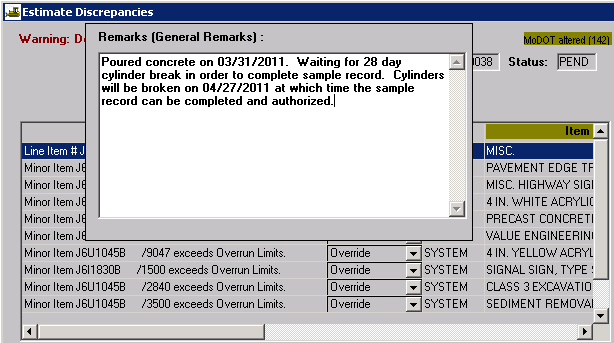 Estimate Discrepancies
Warning: D
Remarks (General Remarks) :
MoDOT altered (142)
0038 Status: PEND
Poured concrete on 03/31/2011. Waiting for 28 day
cylinder break in order to complete sample record. Cylinders
will be broken on 04/27/2011 at which time the sample
record can be completed and authorized.
Item
Line Item # J MISC.
Minor Item J6 PAVEMENT EDGE TF
Minor Item J6 MISC. HIGHWAY SIG
Minor Item J6 4 IN. WHITE ACRYLIC
Minor Item J6 PRECAST CONCRETI
Minor Item J6 VALUE ENGINEERIN
Minor Item J6U1045B /9047 exceeds Overrun Limits. Override SYSTEM 4 IN. YELLOW ACRYL
Minor Item J6I1830B /1500 exceeds Overrun Limits. Override SYSTEM SIGNAL SIGN, TYPE
Minor Item J6U1045B /2840 exceeds Overrun Limits. Override SYSTEM CLASS 3 EXCAVATIO
Minor Item J6U1045B /3500 exceeds Overrun Limits. Override SYSTEM SEDIMENT REMOVA